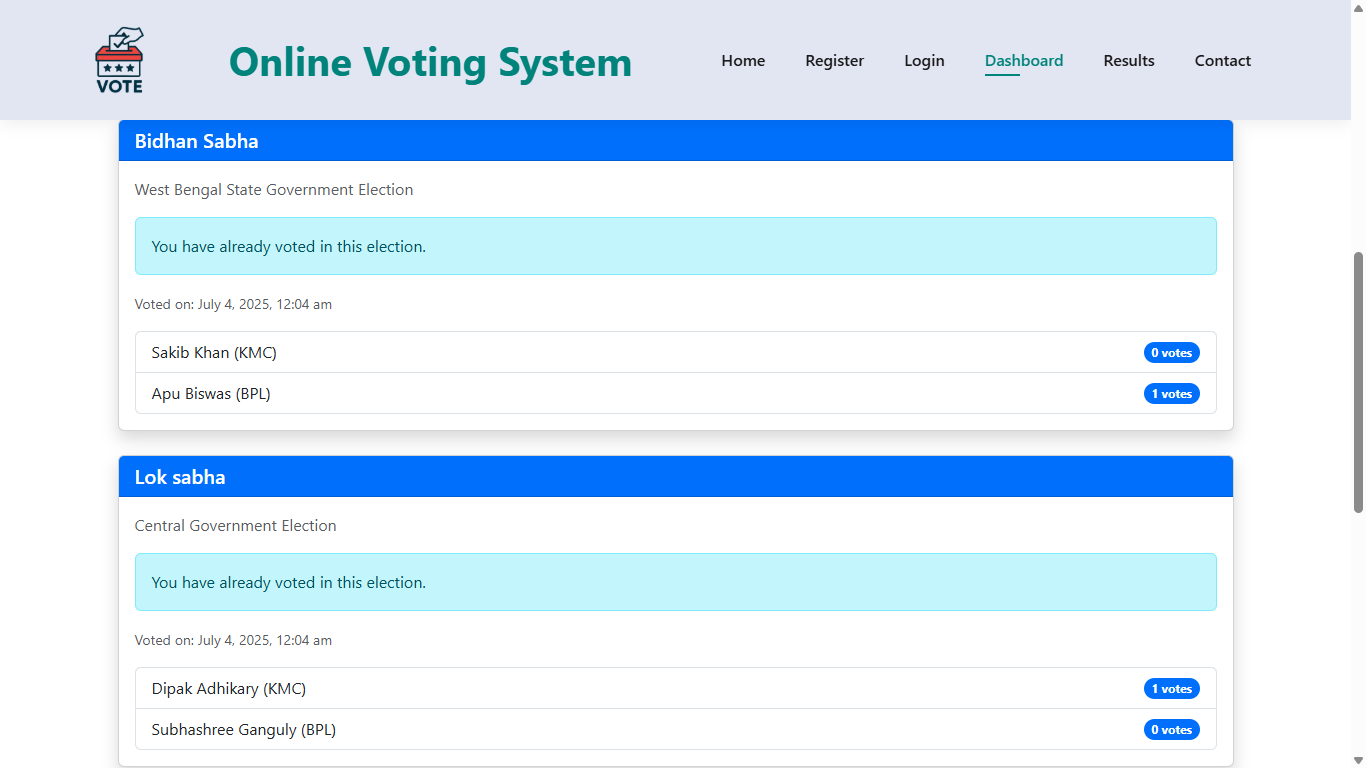 VOTE
Online Voting System
Home Register Login Dashboard Results Contact
Bidhan Sabha
West Bengal State Government Election
You have already voted in this election.
Voted on: July 4, 2025, 12:04 am
Sakib Khan (KMC) 0 votes
Apu Biswas (BPL) 1 votes
Lok sabha
Central Government Election
You have already voted in this election.
Voted on: July 4, 2025, 12:04 am
Dipak Adhikary (KMC) 1 votes
Subhashree Ganguly (BPL) 0 votes